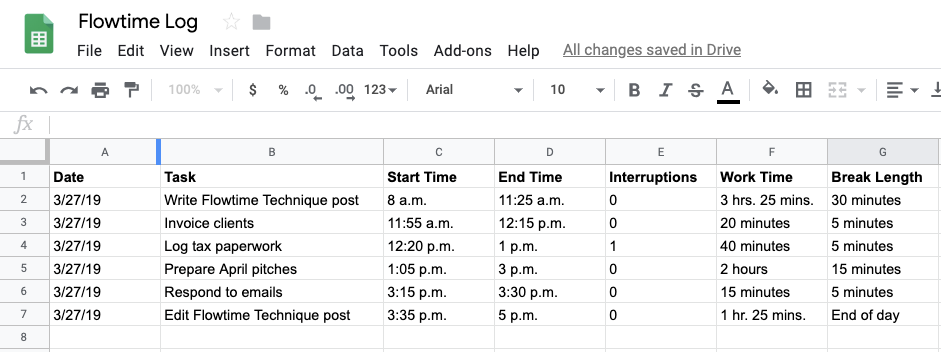 Flowtime Log
File Edit View Insert Format Data Tools Add-ons Help All changes saved in Drive
100% $ % .0 .00 123 Arial 10 B I S A
fx
A B C D E F G
1 Date Task Start Time End Time Interruptions Work Time Break Length
2 3/27/19 Write Flowtime Technique post 8 a.m. 11:25 a.m. 0 3 hrs. 25 mins. 30 minutes
3 3/27/19 Invoice clients 11:55 a.m. 12:15 p.m. 0 20 minutes 5 minutes
4 3/27/19 Log tax paperwork 12:20 p.m. 1 p.m. 1 40 minutes 5 minutes
5 3/27/19 Prepare April pitches 1:05 p.m. 3 p.m. 0 2 hours 15 minutes
6 3/27/19 Respond to emails 3:15 p.m. 3:30 p.m. 0 15 minutes 5 minutes
7 3/27/19 Edit Flowtime Technique post 3:35 p.m. 5 p.m. 0 1 hr. 25 mins. End of day
8